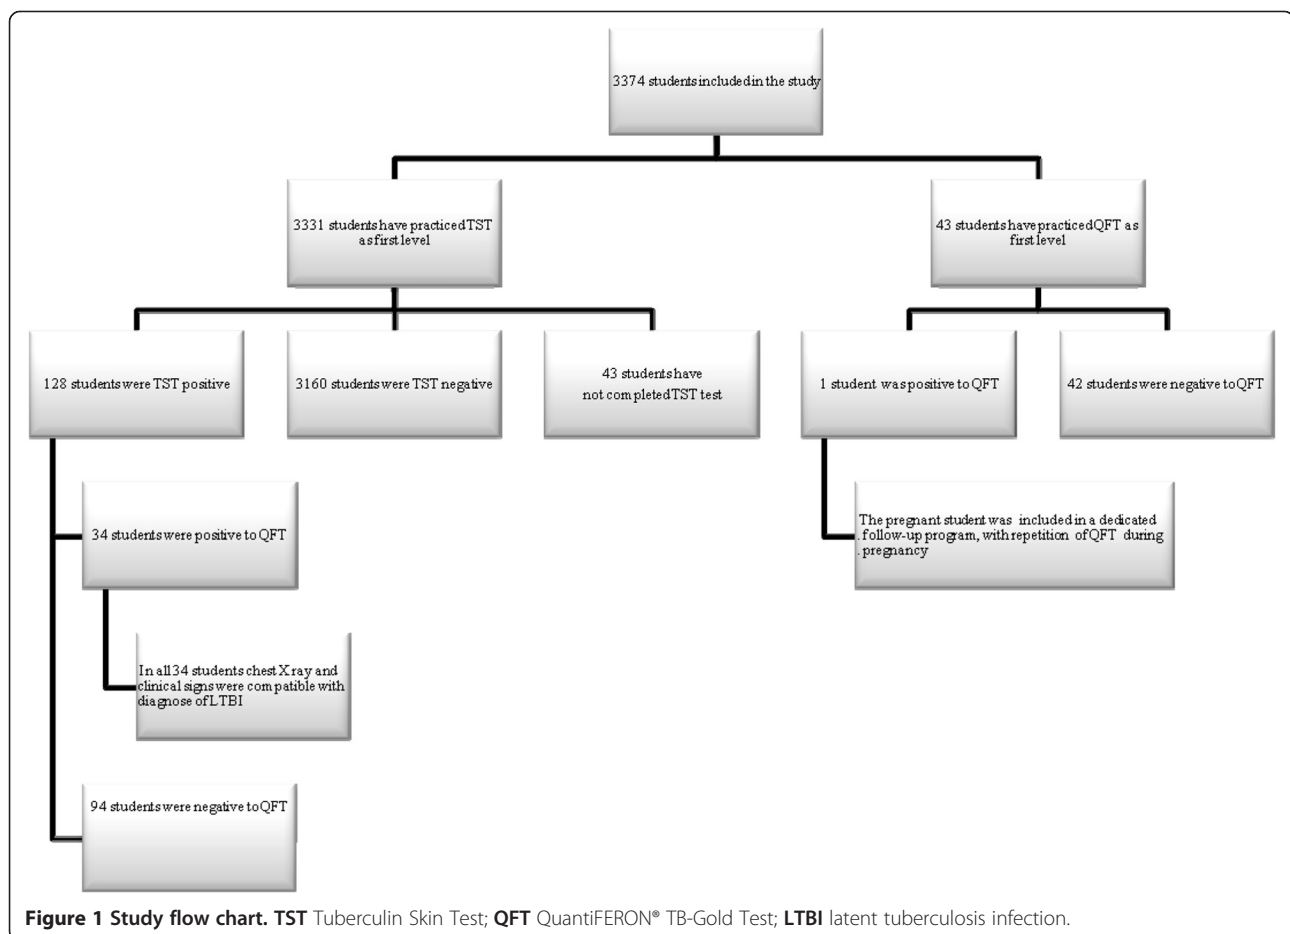 3374 students included in the study
3331 students have practiced TST
as first level
43 students have practiced QFT as
first level
128 students were TST positive
3160 students were TST negative
43 students have
not completed TST test
1 student was positive to QFT
42 students were negative to QFT
34 students were positive to QFT
The pregnant student was included in a dedicated
. follow-up program, with repetition of QFT during
. pregnancy
In all 34 students chest X ray and
clinical signs were compatible with
diagnose of LTBI
94 students were negative to QFT
Figure 1 Study flow chart. TST Tuberculin Skin Test; QFT QuantiFERON® TB-Gold Test; LTBI latent tuberculosis infection.